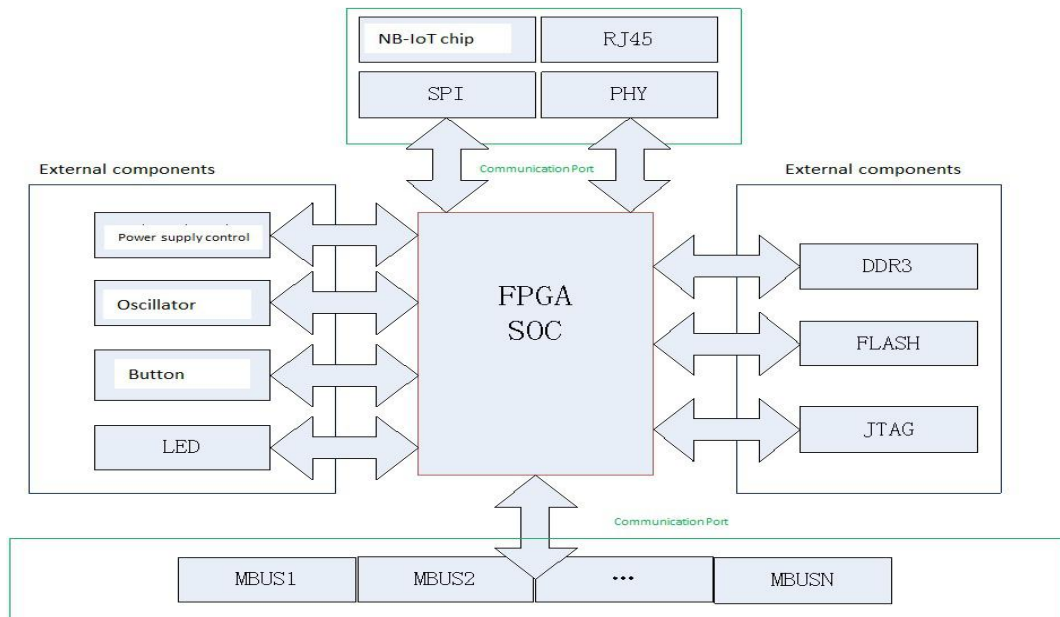 NB-IoT chip
RJ45
SPI
PHY
Communication Port
External components
External components
Power supply control
Oscillator
Button
LED
FPGA
SOC
DDR3
FLASH
JTAG
Communication Port
MBUS1
MBUS2
...
MBUSN